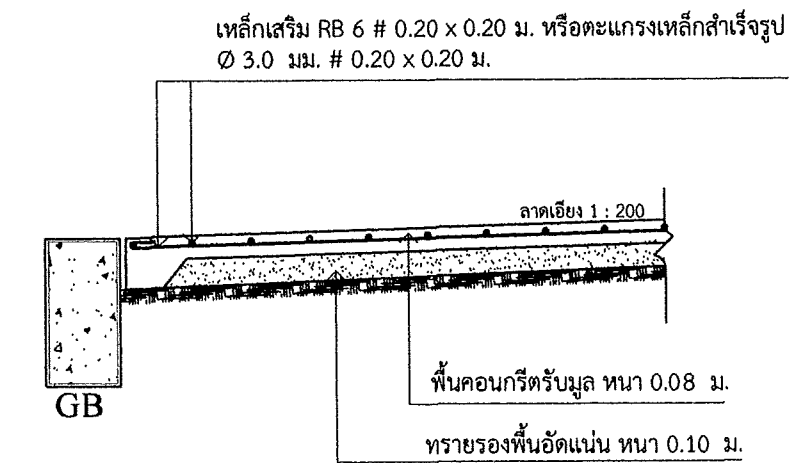 เหล็กเสริม RB 6 # 0.20 x 0.20 ม. หรือตะแกรงเหล็กสำเร็จรูป
Ø 3.0 มม. # 0.20 x 0.20 ม.
ลาดเอียง 1 : 200
พื้นคอนกรีตรับมูล หนา 0.08 ม.
GB
ทรายรองพื้นอัดแน่น หนา 0.10 ม.